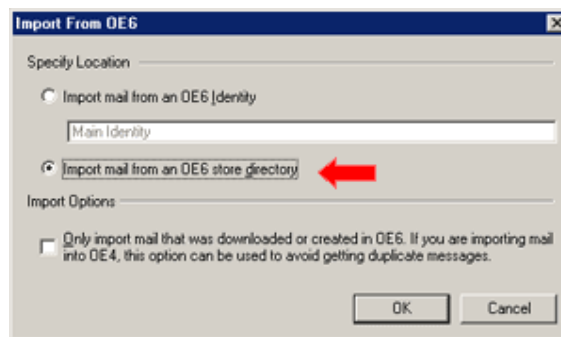 Import From OE6
Specify Location
Import mail from an OE6 Identity
Main Identity
Import mail from an OE6 store directory
Import Options
Only import mail that was downloaded or created in OE6. If you are importing mail
into OE4, this option can be used to avoid getting duplicate messages.
OK Cancel